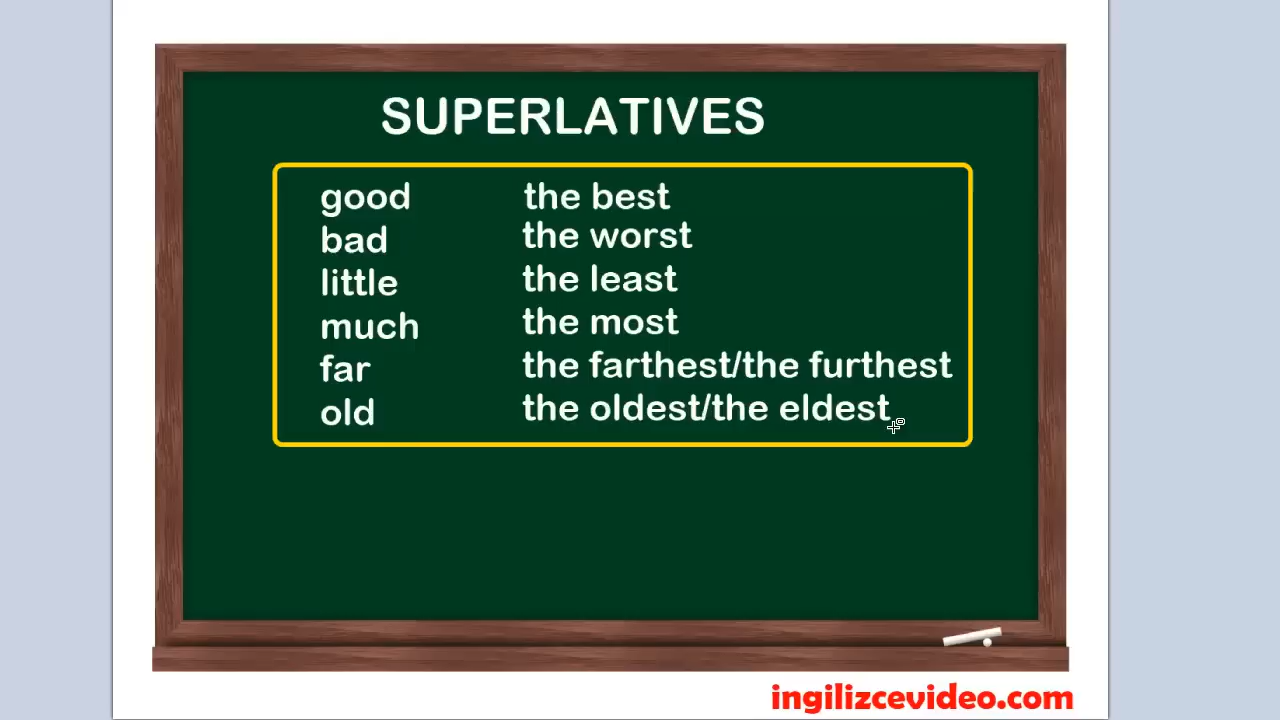 SUPERLATIVES
good the best
bad the worst
little the least
much the most
far the farthest/the furthest
old the oldest/the eldest
ingilizcevideo.com